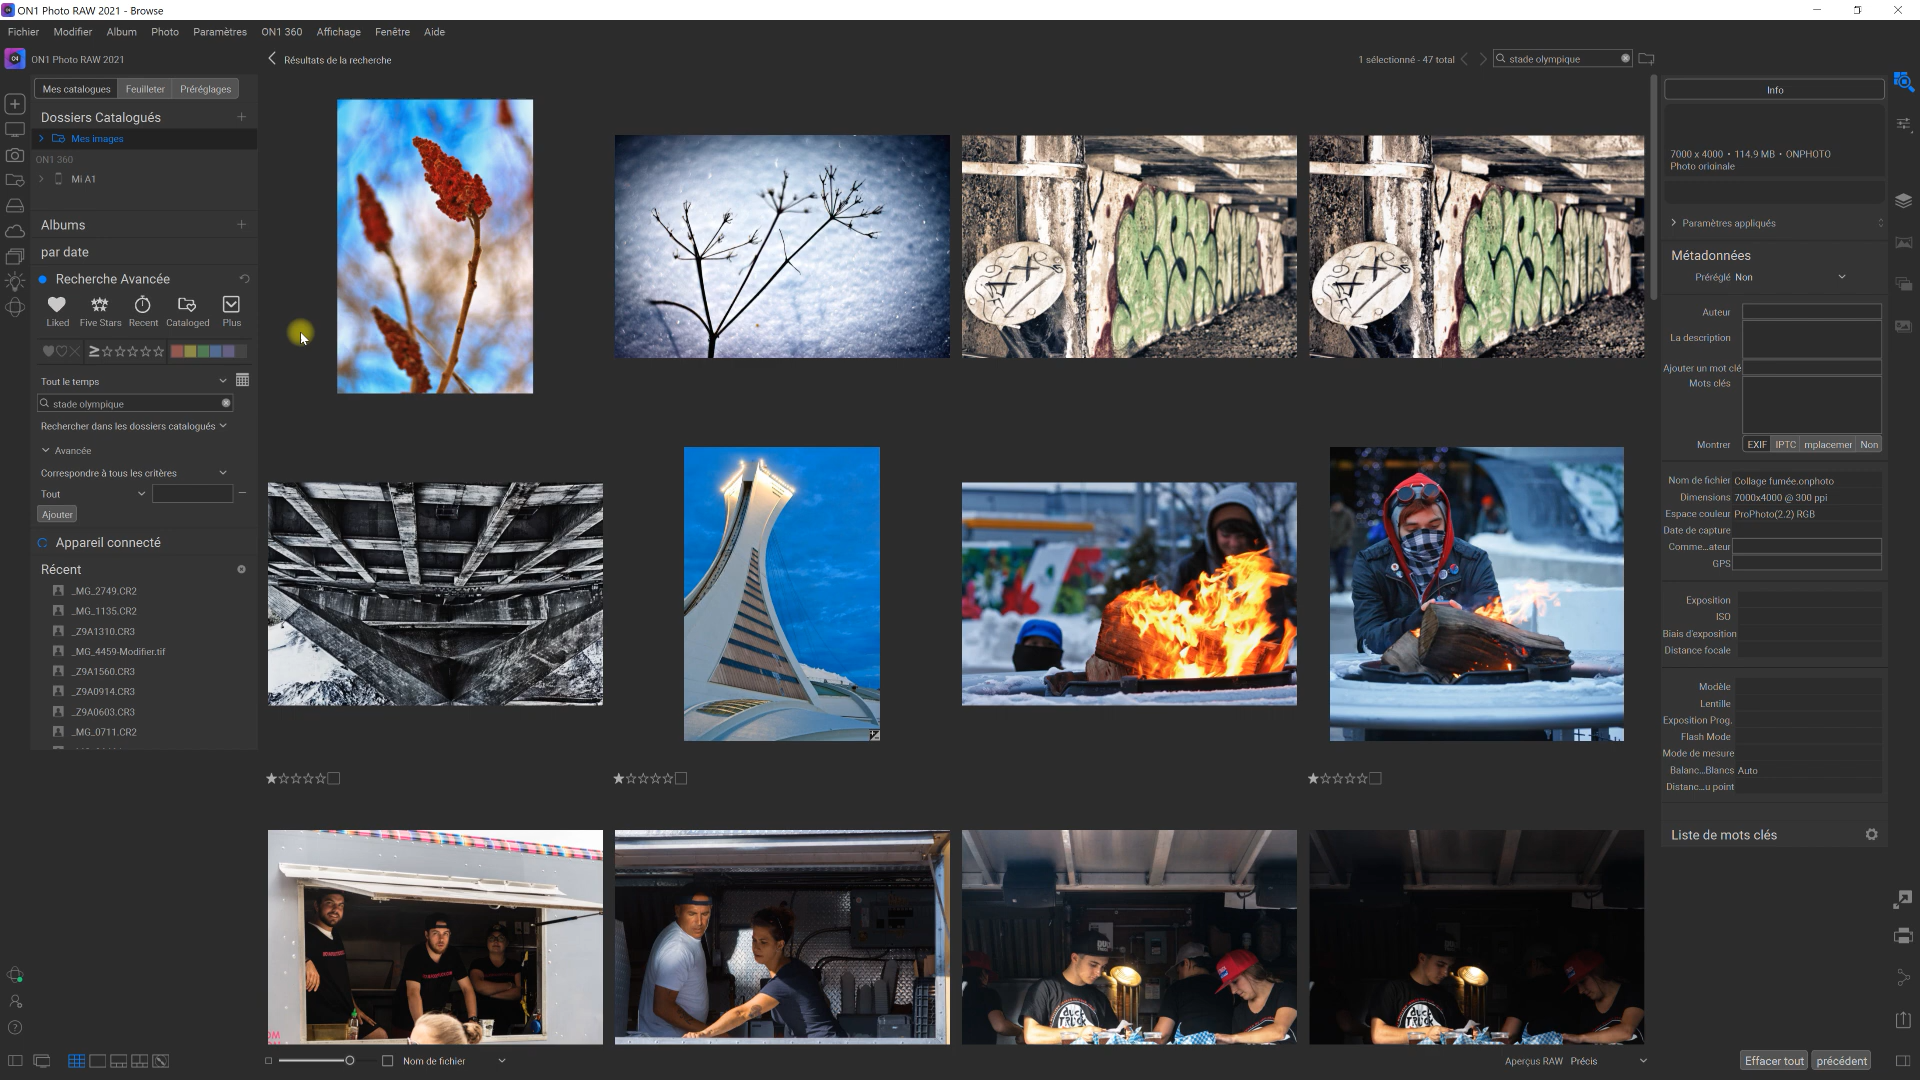 ON1 Photo RAW 2021 - Browse
Fichier Modifier Album Photo Paramètres ON1 360 Affichage Fenêtre Aide
ON1 Photo RAW 2021
Résultats de la recherche
1 sélectionné - 47 total
stade olympique
Mes catalogues Feuilleter Préréglages
Dossiers Catalogués
Mes images
ON1 360
Mi A1
Albums
par date
Recherche Avancée
Liked Five Stars Recent Cataloged Plus
Tout le temps
stade olympique
Rechercher dans les dossiers catalogués
Avancée
Correspondre à tous les critères
Tout
Ajouter
Appareil connecté
Récent
_MG_2749.CR2
_MG_1135.CR2
_Z9A1310.CR3
_MG_4459-Modifier.tif
_Z9A1560.CR3
_Z9A0914.CR3
_Z9A0603.CR3
_MG_0711.CR2
DUCK
TRUCK
Nom de fichier
Aperçus RAW Précis
Info
7000 x 4000 • 114.9 MB • ONPHOTO
Photo originale
Paramètres appliqués
Métadonnées
Préréglé Non
Auteur
La description
Ajouter un mot clé
Mots clés
Montrer EXIF IPTC mplacemer Non
Nom de fichier Collage fumée.onphoto
Dimensions 7000x4000 @ 300 ppi
Espace couleur ProPhoto(2.2) RGB
Date de capture
Comme...ateur
GPS
Exposition
ISO
Biais d'exposition
Distance focale
Modèle
Lentille
Exposition Prog.
Flash Mode
Mode de mesure
Balanc...Blancs Auto
Distanc...u point
Liste de mots clés
Effacer tout précédent